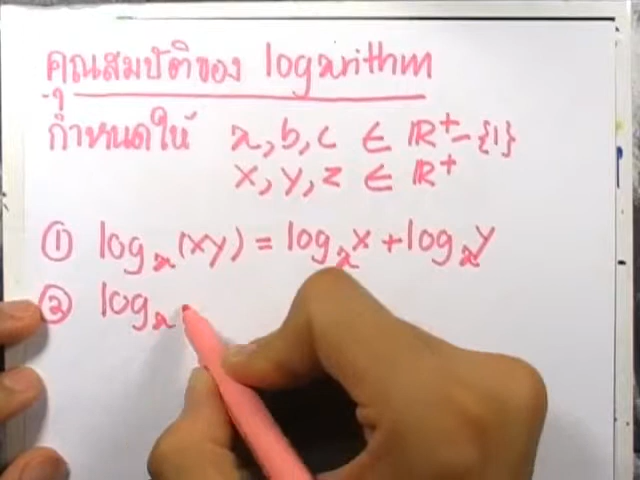 คุณสมบัติของ logarithm
กำหนดให้ a, b, c ∈ ℝ⁺ - {1}
x, y, z ∈ ℝ⁺
① logₐ(xy) = logₐx + logₐy
② logₐ